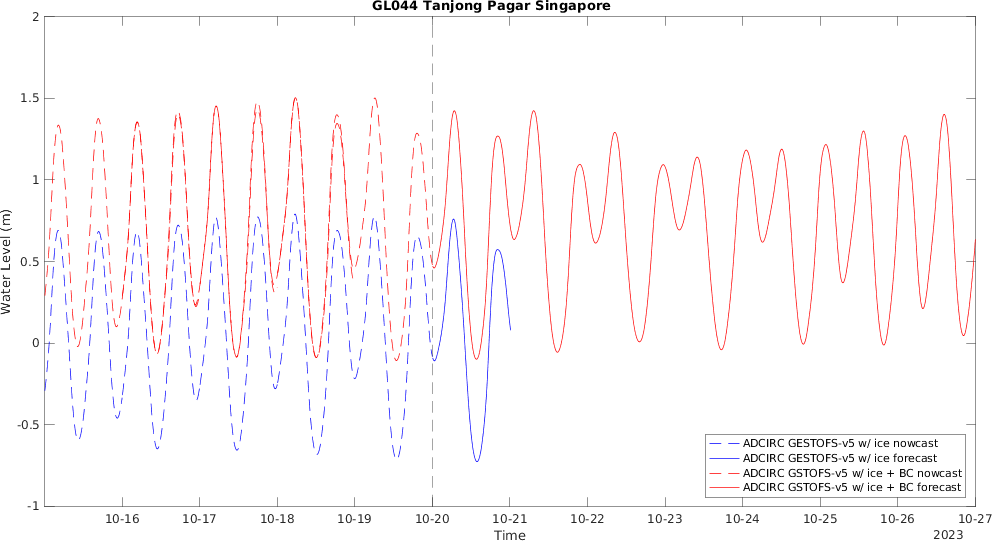 GL044 Tanjong Pagar Singapore
2
1.5
1
0.5
0
-0.5
-1
Water Level (m)
ADCIRC GESTOFS-v5 w/ ice nowcast
ADCIRC GESTOFS-v5 w/ ice forecast
ADCIRC GSTOFS-v5 w/ ice + BC nowcast
ADCIRC GSTOFS-v5 w/ ice + BC forecast
10-16 10-17 10-18 10-19 10-20 10-21 10-22 10-23 10-24 10-25 10-26 10-27
Time
2023